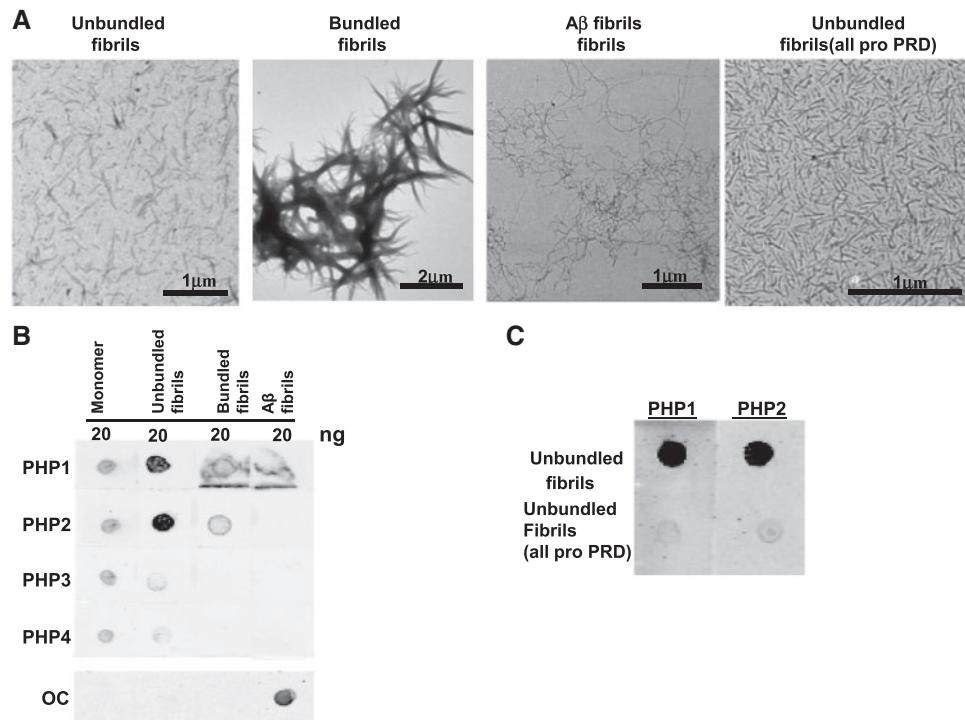 A
Unbundled
fibrils
Bundled
fibrils
Aβ fibrils
fibrils
Unbundled
fibrils(all pro PRD)
1µm
2µm
1µm
1µm
B
Monomer
Unbundled
fibrils
Bundled
fibrils
Aβ
fibrils
20 20 20 20 ng
PHP1
PHP2
PHP3
PHP4
OC
C
PHP1 PHP2
Unbundled
fibrils
Unbundled
Fibrils
(all pro PRD)